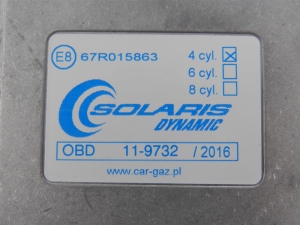 E8 67R015863 4 cyl.
6 cyl.
8 cyl.
SOLARIS
DYNAMIC
OBD 11-9732 / 2016
www.car-gaz.pl